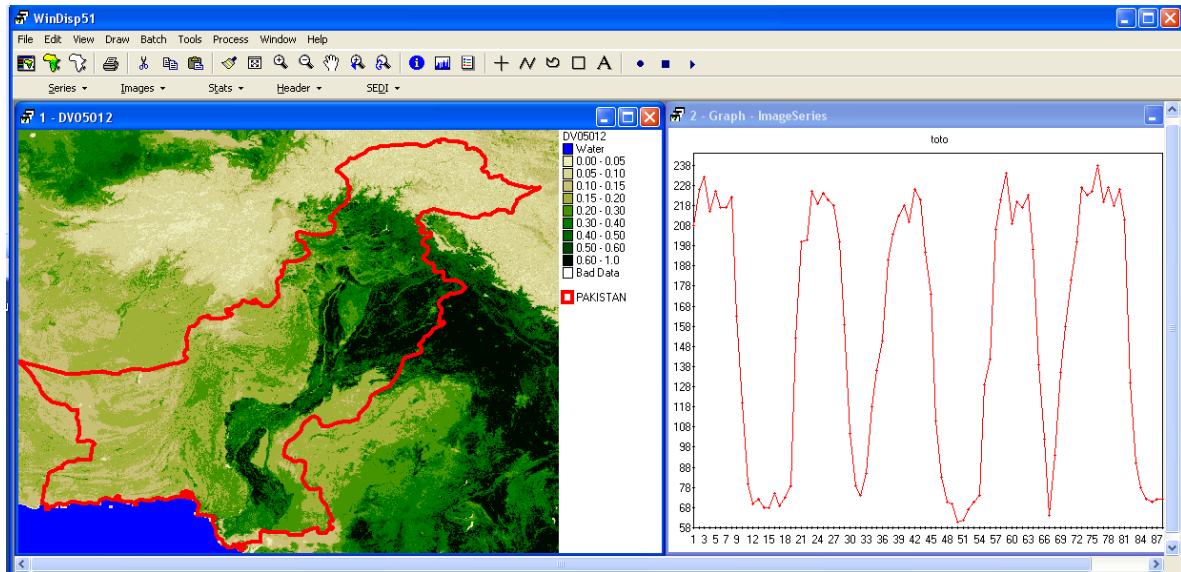 WinDisp51
File Edit View Draw Batch Tools Process Window Help
A
Series Images Stats Header SEDI
1 - DV05012
DV05012
Water
0.00 - 0.05
0.05 - 0.10
0.10 - 0.15
0.15 - 0.20
0.20 - 0.30
0.30 - 0.40
0.40 - 0.50
0.50 - 0.60
0.60 - 1.0
Bad Data
PAKISTAN
2 - Graph - ImageSeries
toto
238
228
218
208
198
188
178
168
158
148
138
128
118
108
98
88
78
68
58
1 3 5 7 9 12 15 18 21 24 27 30 33 36 39 42 45 48 51 54 57 60 63 66 69 72 75 78 81 84 87